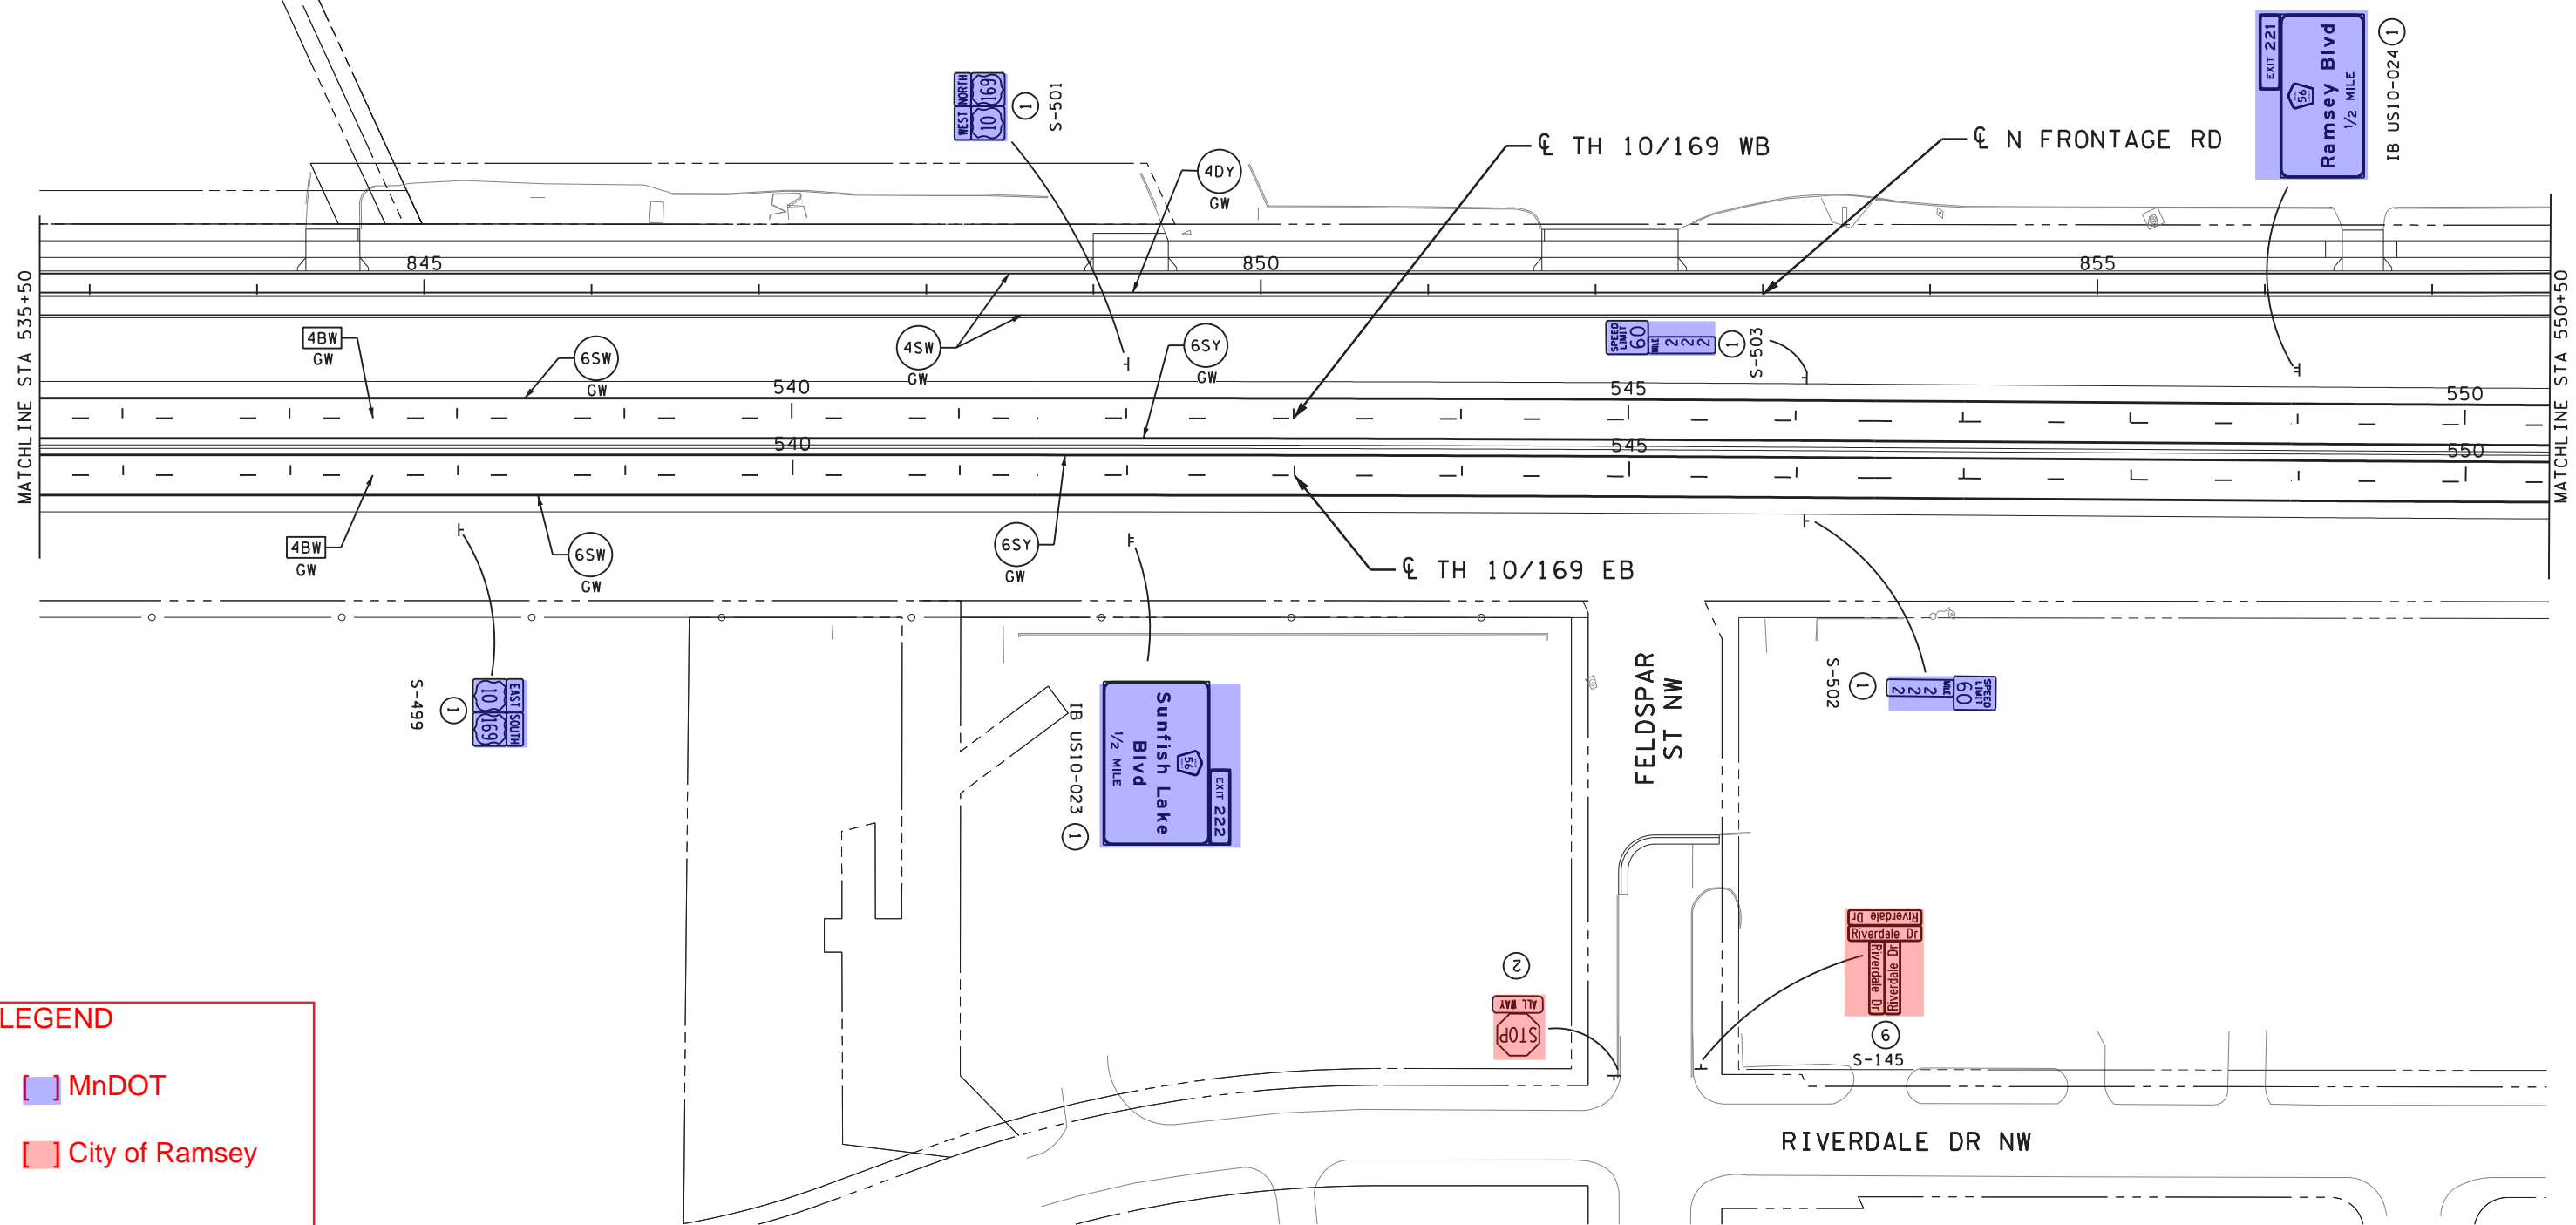 EXIT 221
56
Ramsey Blvd
1/2 MILE
IB US10-024
1
WEST NORTH
10 169
1
S-501
4DY
GW
℄ TH 10/169 WB
℄ N FRONTAGE RD
845
850
855
MATCHLINE STA 535+50
MATCHLINE STA 550+50
4BW
GW
6SW
GW
4SW
GW
6SY
GW
SPEED
LIMIT
60
MILE
2
2
2
1
S-503
540
545
550
540
545
550
4BW
GW
6SW
GW
6SY
GW
℄ TH 10/169 EB
EAST SOUTH
10 169
1
S-499
EXIT 222
56
Sunfish Lake
Blvd
1/2 MILE
IB US10-023
1
FELDSPAR
ST NW
SPEED
LIMIT
60
MILE
2
2
2
1
S-502
Riverdale Dr
Riverdale Dr
Riverdale Dr
Riverdale Dr
9
S-145
2
ALL WAY
STOP
RIVERDALE DR NW
LEGEND
[ ] MnDOT
[ ] City of Ramsey